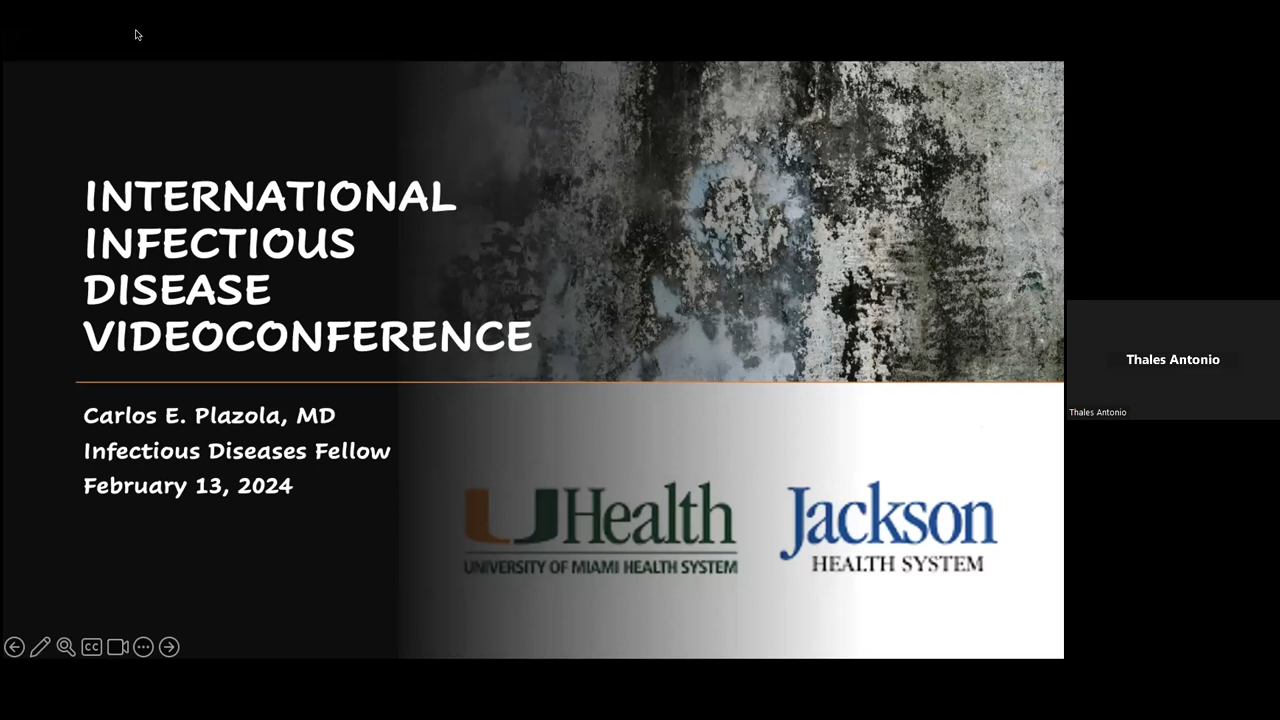 INTERNATIONAL
INFECTIOUS
DISEASE
VIDEOCONFERENCE
Carlos E. Plazola, MD
Infectious Diseases Fellow
February 13, 2024
UHealth
UNIVERSITY OF MIAMI HEALTH SYSTEM
Jackson
HEALTH SYSTEM
Thales Antonio
Thales Antonio
CC